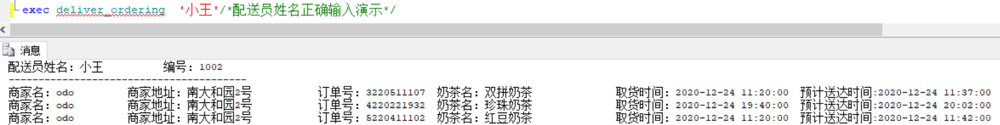 exec deliver_ordering '小王'/*配送员姓名正确输入演示*/
消息
配送员姓名：小王 编号：1002
----------------------------------------
商家名：odo 商家地址：南大和园2号 订单号：3220511107 奶茶名：双拼奶茶 取货时间：2020-12-24 11:20:00 预计送达时间:2020-12-24 11:37:00
商家名：odo 商家地址：南大和园2号 订单号：4220221932 奶茶名：珍珠奶茶 取货时间：2020-12-24 19:40:00 预计送达时间:2020-12-24 20:02:00
商家名：odo 商家地址：南大和园2号 订单号：5220411102 奶茶名：红豆奶茶 取货时间：2020-12-24 11:20:00 预计送达时间:2020-12-24 11:42:00